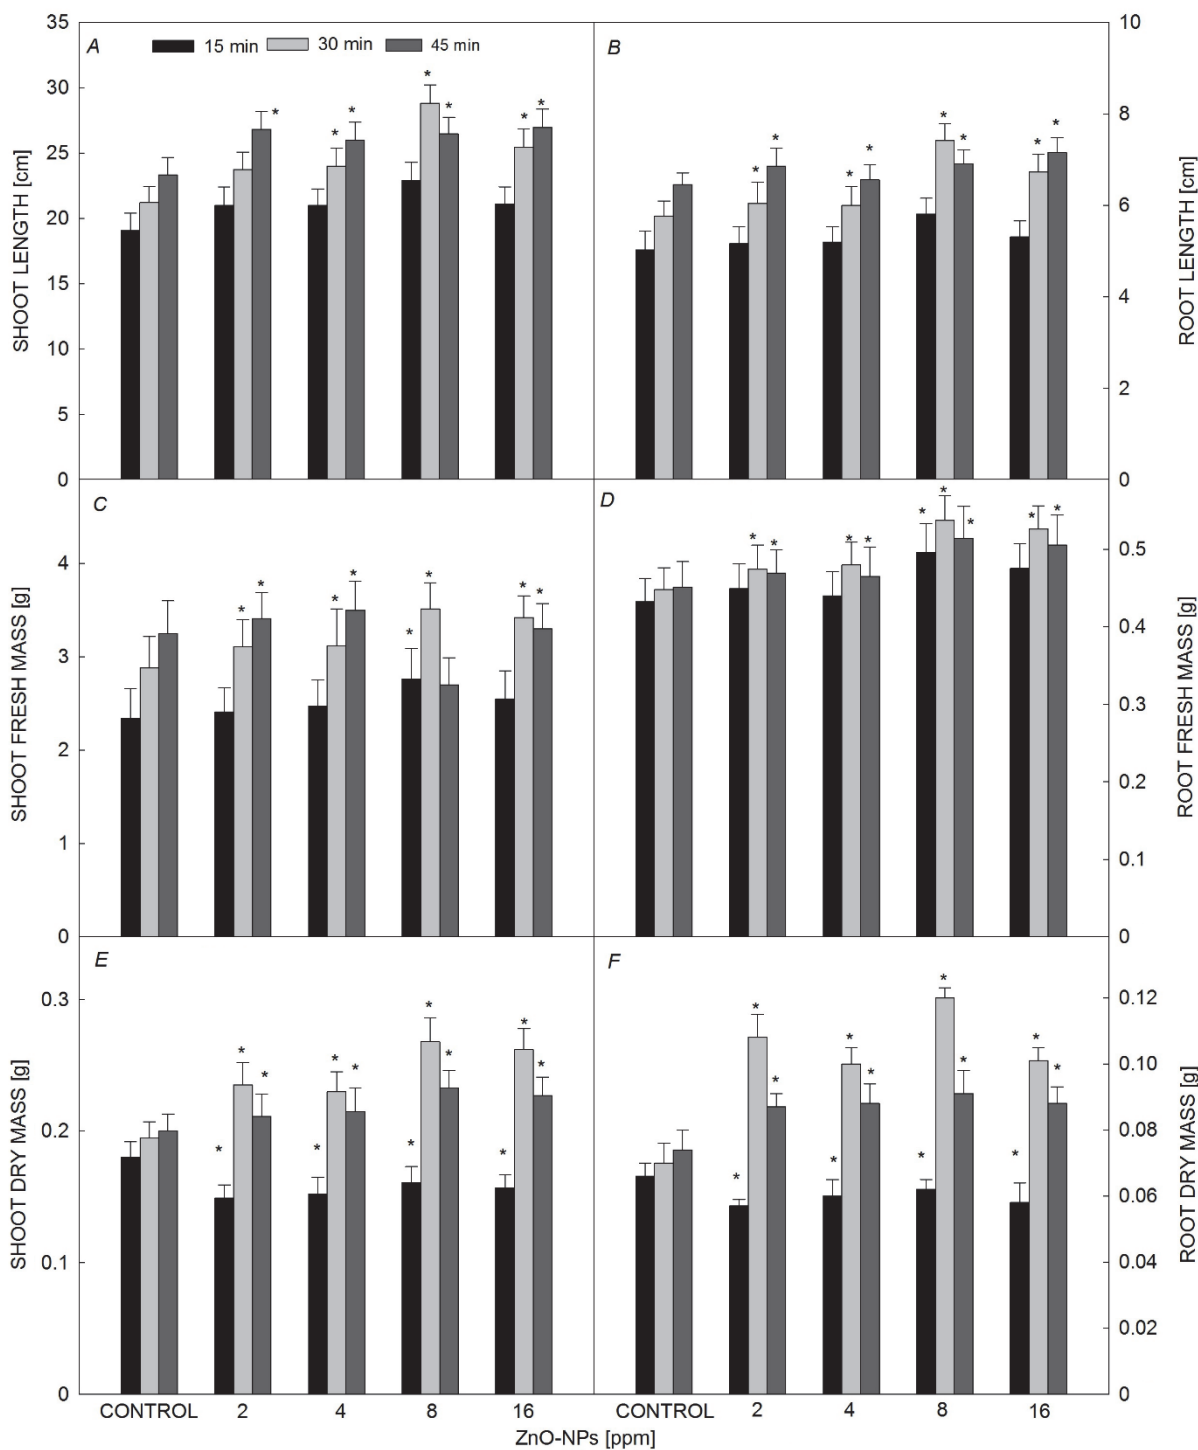 A 15 min 30 min 45 min
SHOOT LENGTH [cm]
35
30
25
20
15
10
5
0
* * * * * * *
B
ROOT LENGTH [cm]
10
8
6
4
2
0
* * * * * * * *
C
SHOOT FRESH MASS [g]
4
3
2
1
0
* * * * * * * *
D
ROOT FRESH MASS [g]
0.5
0.4
0.3
0.2
0.1
0
* * * * * * * * *
E
SHOOT DRY MASS [g]
0.3
0.2
0.1
0
* * * * * * * * * * * *
CONTROL 2 4 8 16
F
ROOT DRY MASS [g]
0.12
0.10
0.08
0.06
0.04
0.02
0
* * * * * * * * * * * *
CONTROL 2 4 8 16
ZnO-NPs [ppm]